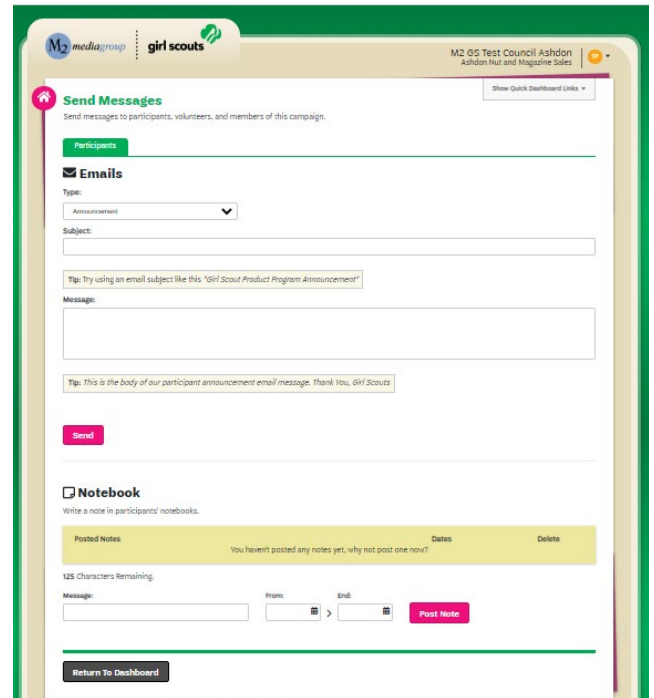 M2 mediagroup girl scouts
M2 GS Test Council Ashdon
Ashdon Nut and Magazine Sales
TP
Show Quick Dashboard Links
Send Messages
Send messages to participants, volunteers, and members of this campaign.
Participants
Emails
Type:
Announcement
Subject:
Tip: Try using an email subject like this "Girl Scout Product Program Announcement"
Message:
Tip: This is the body of our participant announcement email message. Thank You, Girl Scouts
Send
Notebook
Write a note in participants' notebooks.
Posted Notes Dates Delete
You haven't posted any notes yet, why not post one now?
125 Characters Remaining.
Message: From: End:
> Post Note
Return To Dashboard